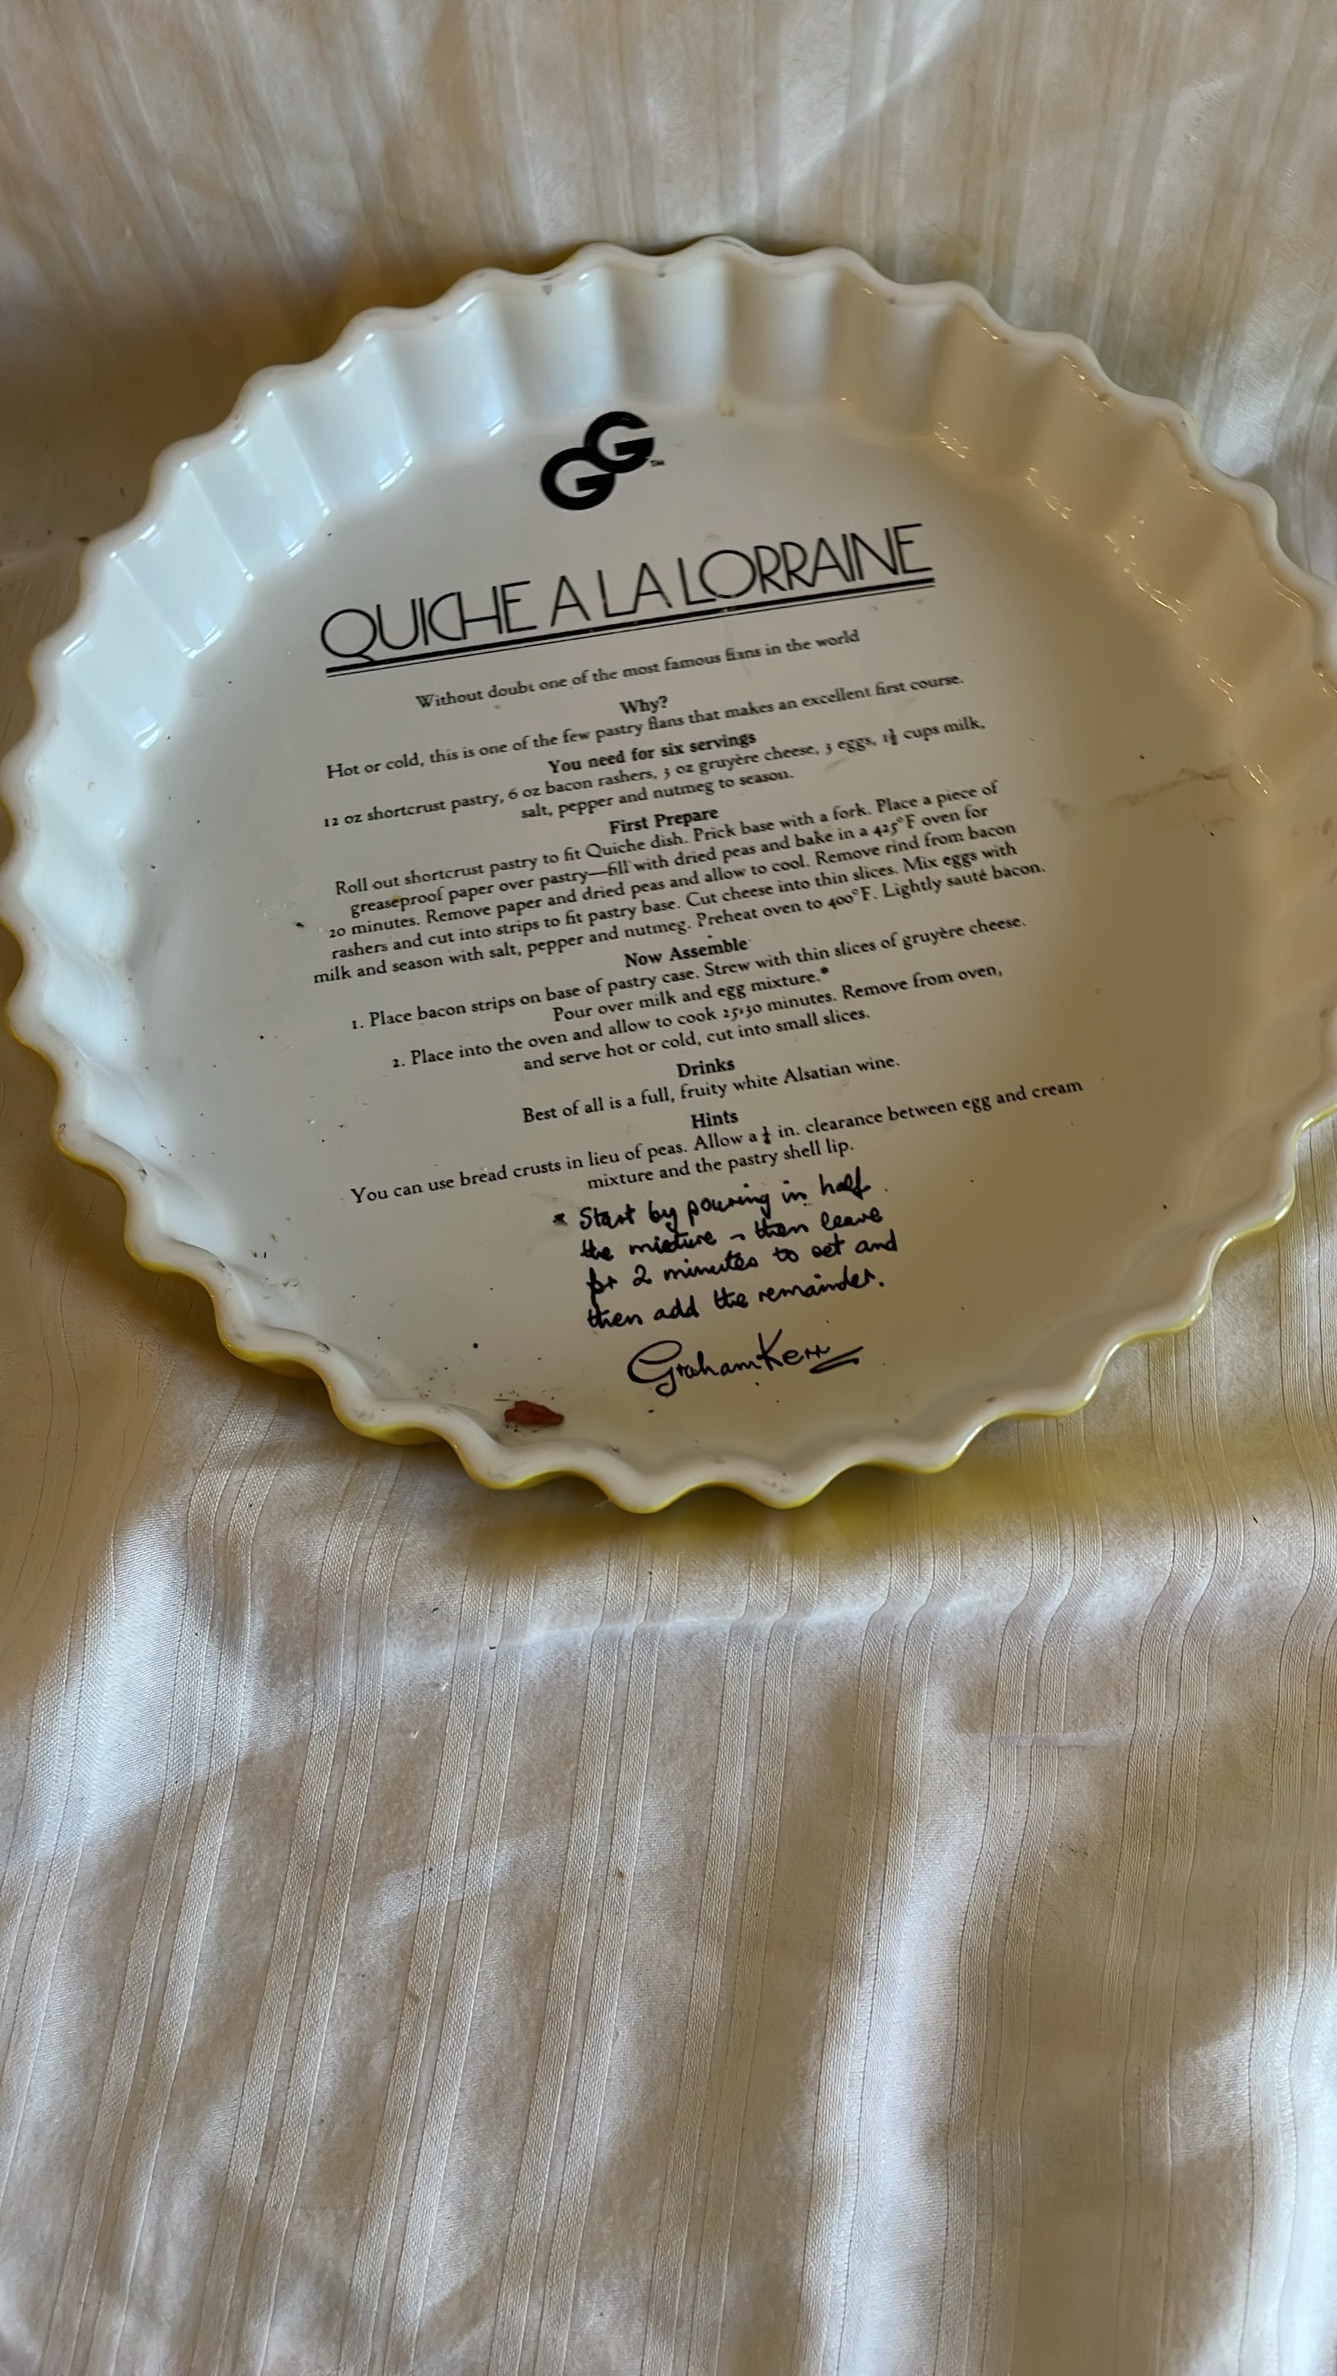 GG™
QUICHE A LA LORRAINE
Without doubt one of the most famous flans in the world
Why?
Hot or cold, this is one of the few pastry flans that makes an excellent first course.
You need for six servings
12 oz shortcrust pastry, 6 oz bacon rashers, 3 oz gruyère cheese, 3 eggs, 1½ cups milk,
salt, pepper and nutmeg to season.
First Prepare
Roll out shortcrust pastry to fit Quiche dish. Prick base with a fork. Place a piece of
greaseproof paper over pastry—fill with dried peas and bake in a 425°F oven for
20 minutes. Remove paper and dried peas and allow to cool. Remove rind from bacon
rashers and cut into strips to fit pastry base. Cut cheese into thin slices. Mix eggs with
milk and season with salt, pepper and nutmeg. Preheat oven to 400°F. Lightly sauté bacon.
Now Assemble
1. Place bacon strips on base of pastry case. Strew with thin slices of gruyère cheese.
Pour over milk and egg mixture.*
2. Place into the oven and allow to cook 25-30 minutes. Remove from oven,
and serve hot or cold, cut into small slices.
Drinks
Best of all is a full, fruity white Alsatian wine.
Hints
You can use bread crusts in lieu of peas. Allow a in. clearance between egg and cream
mixture and the pastry shell lip.
* Start by pouring in half
the mixture - then leave
for 2 minutes to set and
then add the remainder.
Graham Kerr